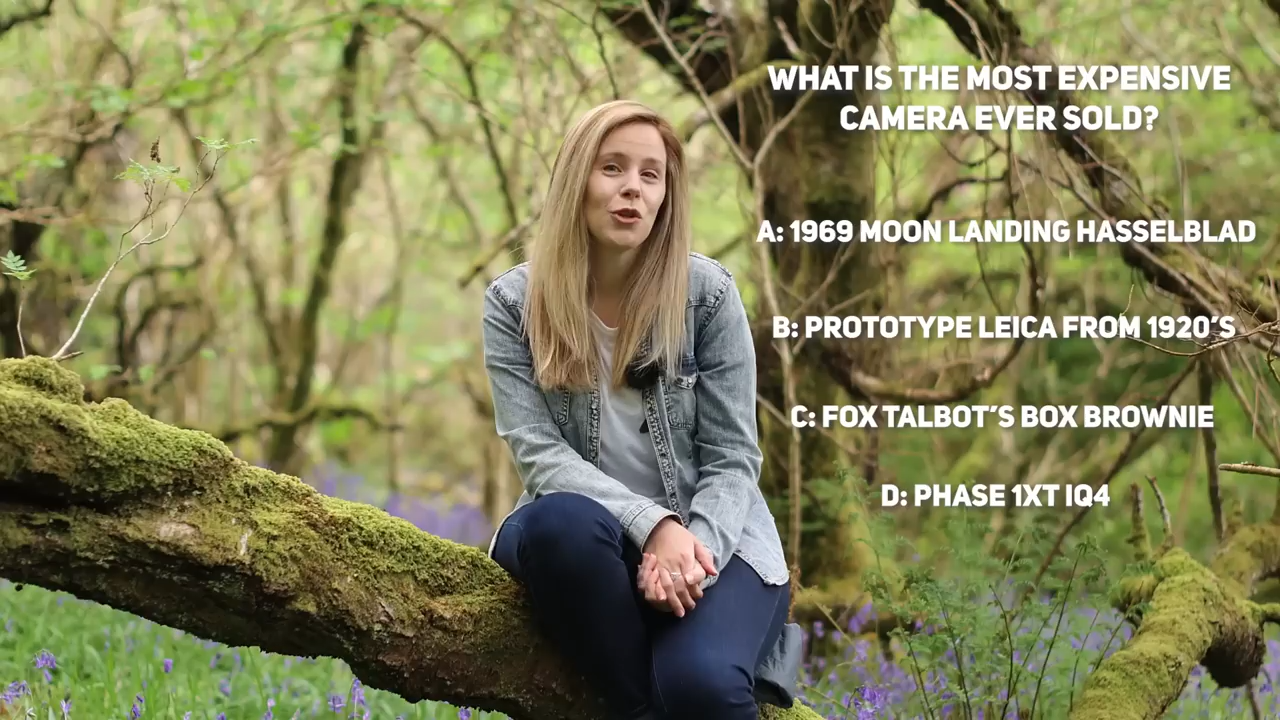 WHAT IS THE MOST EXPENSIVE
CAMERA EVER SOLD?
A: 1969 MOON LANDING HASSELBLAD
B: PROTOTYPE LEICA FROM 1920'S
C: FOX TALBOT'S BOX BROWNIE
D: PHASE 1XT IQ4